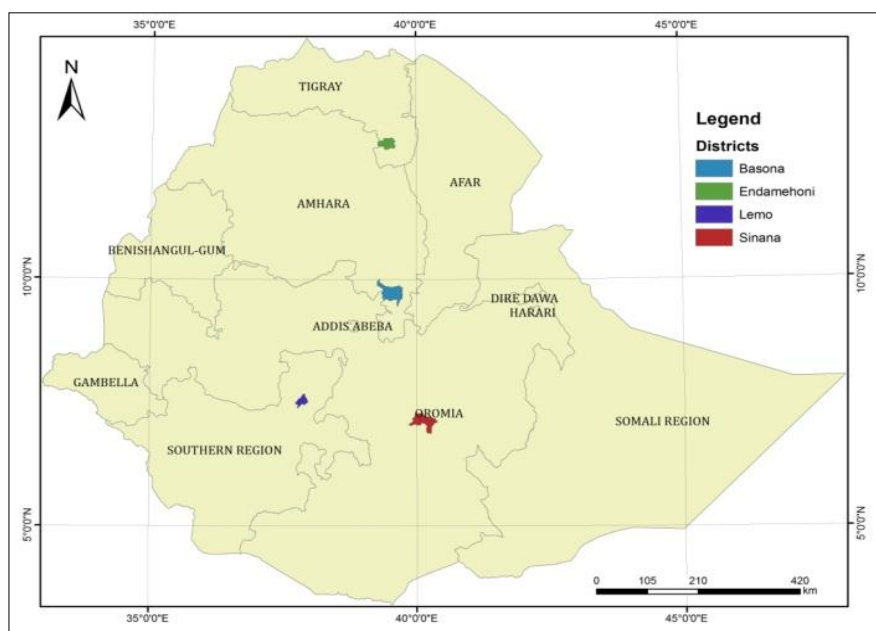 35°0'0"E
40°0'0"E
45°0'0"E
N
TIGRAY
Legend
Districts
Basona
Endamehoni
Lemo
Sinana
AFAR
AMHARA
BENISHANGUL-GUM
10°0'0"N
10°0'0"N
DIRE DAWA
HARARI
ADDIS ABEBA
GAMBELLA
OROMIA
SOMALI REGION
SOUTHERN REGION
5°0'0"N
5°0'0"N
0 105 210 420
km
35°0'0"E
40°0'0"E
45°0'0"E